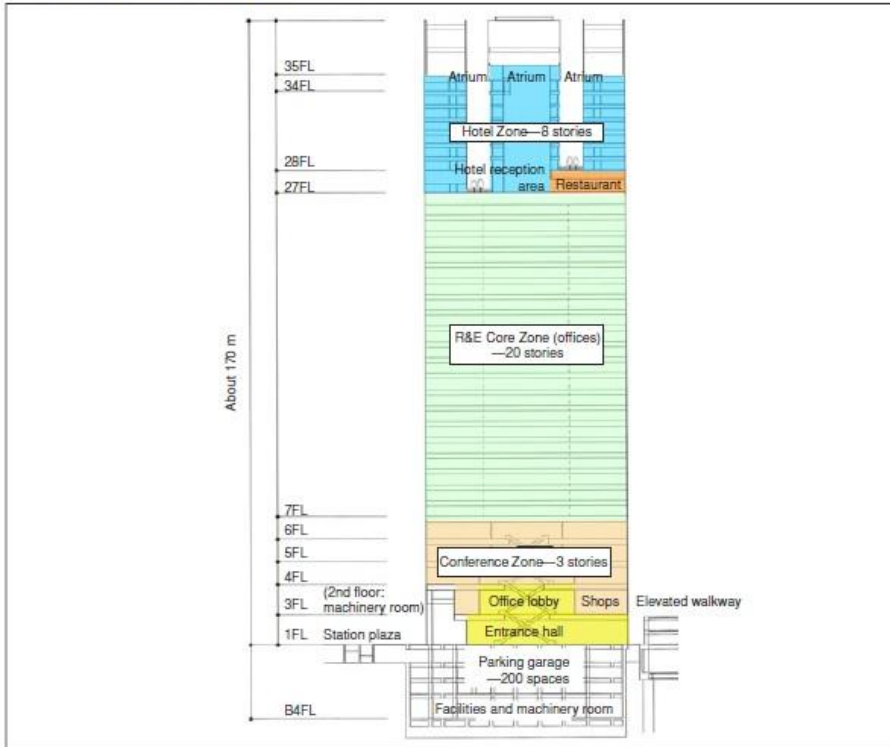 35FL
Atrium Atrium Atrium
34FL
Hotel Zone—8 stories
28FL
Hotel reception
area
Restaurant
27FL
R&E Core Zone (offices)
—20 stories
About 170 m
7FL
6FL
5FL
Conference Zone—3 stories
4FL
(2nd floor:
machinery room)
3FL
Office lobby
Shops
Elevated walkway
1FL
Station plaza
Entrance hall
Parking garage
—200 spaces
Facilities and machinery room
B4FL